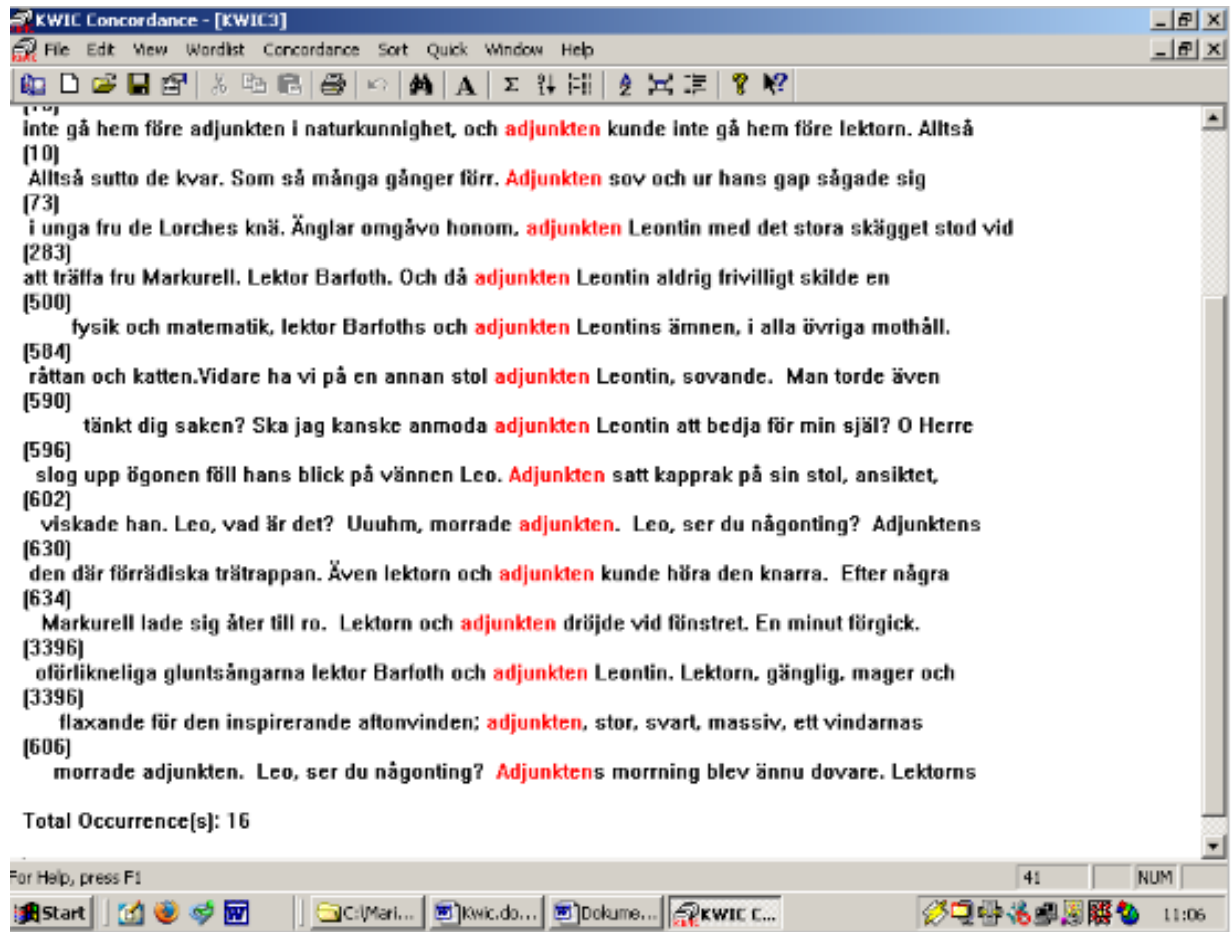 KWIC Concordance - [KWIC3]
File Edit View Wordlist Concordance Sort Quick Window Help
inte gå hem före adjunkten i naturkunnighet, och adjunkten kunde inte gå hem före lektorn. Alltså
[10]
Alltså sutto de kvar. Som så många gånger förr. Adjunkten sov och ur hans gap sågade sig
[73]
i unga fru de Lorches knä. Änglar omgåvo honom, adjunkten Leontin med det stora skägget stod vid
[283]
att träffa fru Markurell. Lektor Barfoth. Och då adjunkten Leontin aldrig frivilligt skilde en
[500]
fysik och matematik, lektor Barfoths och adjunkten Leontins ämnen, i alla övriga mothåll.
[584]
råttan och katten.Vidare ha vi på en annan stol adjunkten Leontin, sovande. Man torde även
[590]
tänkt dig saken? Ska jag kanske anmoda adjunkten Leontin att bedja för min själ? O Herre
[596]
slog upp ögonen föll hans blick på vännen Leo. Adjunkten satt kapprak på sin stol, ansiktet,
[602]
viskade han. Leo, vad är det? Uuuhm, morrade adjunkten. Leo, ser du någonting? Adjunktens
[630]
den där förrädiska trätrappan. Även lektorn och adjunkten kunde höra den knarra. Efter några
[634]
Markurell lade sig åter till ro. Lektorn och adjunkten dröjde vid fönstret. En minut förgick.
[3396]
oförlikneliga gluntsångarna lektor Barfoth och adjunkten Leontin. Lektorn, gänglig, mager och
[3396]
flaxande för den inspirerande aftonvinden; adjunkten, stor, svart, massiv, ett vindarnas
[606]
morrade adjunkten. Leo, ser du någonting? Adjunktens morrning blev ännu dovare. Lektorns
Total Occurrence(s): 16
For Help, press F1 41 NUM
Start C:\Mari... Kwic.do... Dokume... KWIC C... 11:06